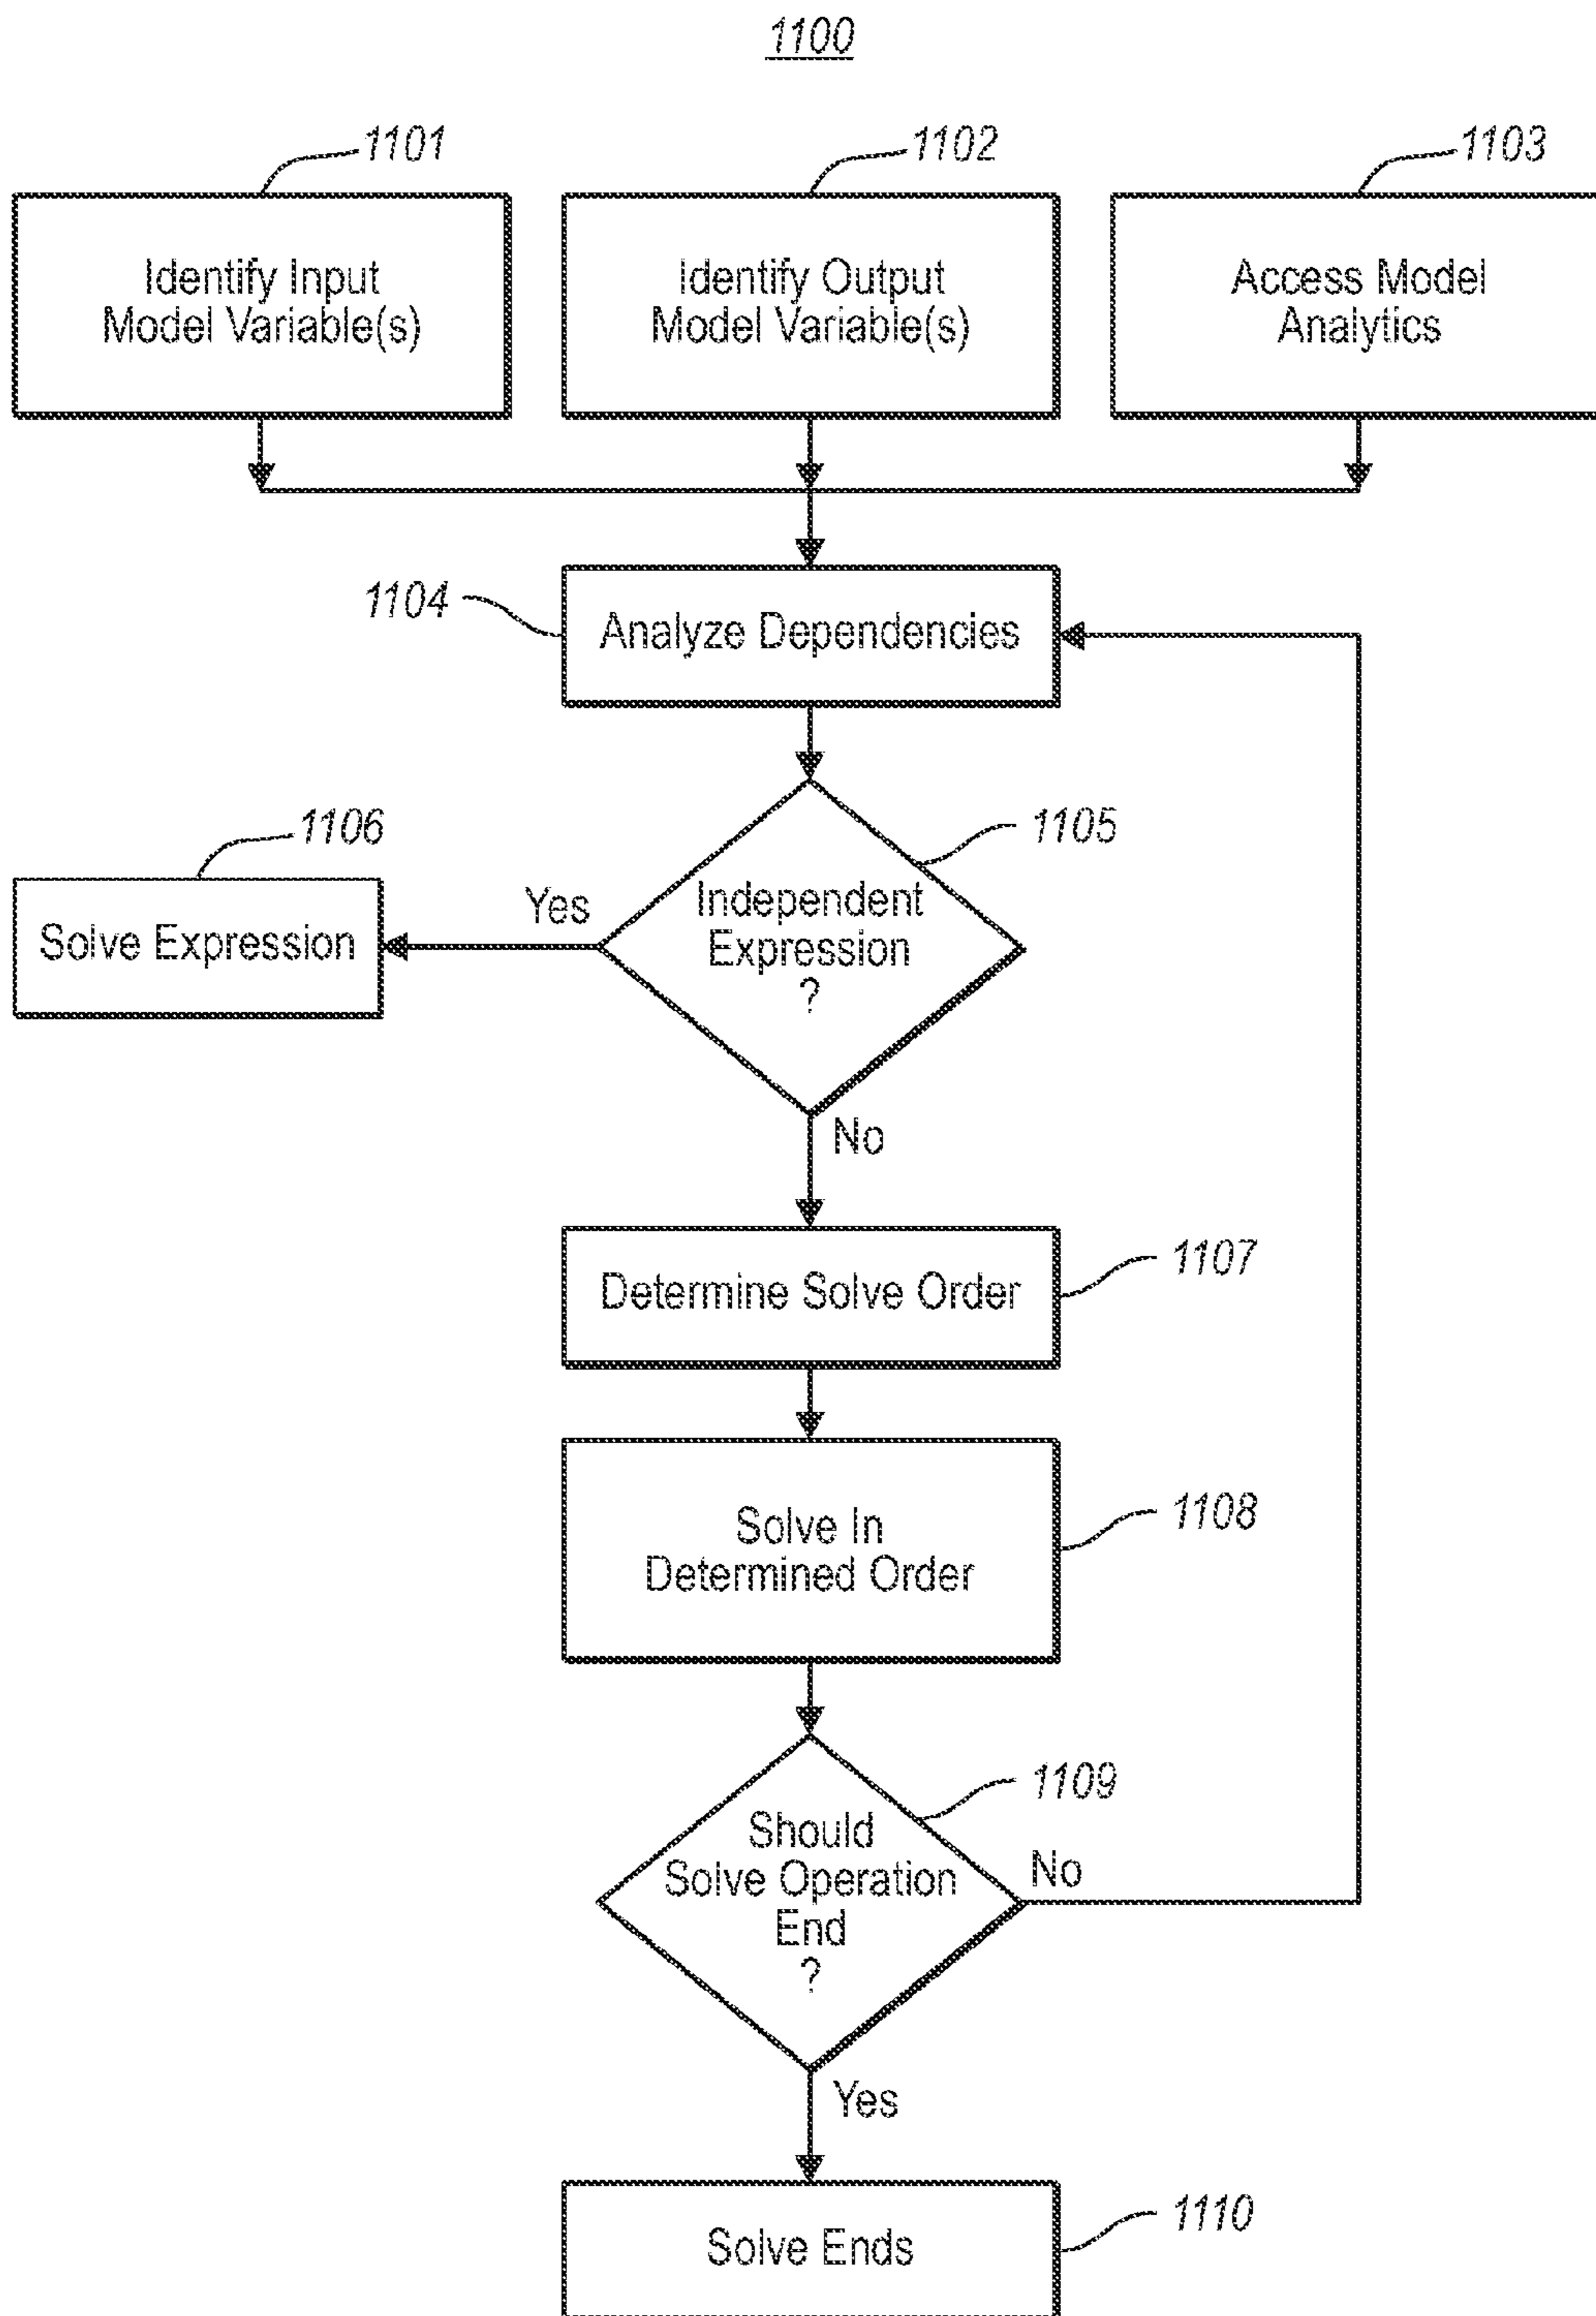 1100
1101
1102
1103
Identify Input
Model Variable(s)
Identify Output
Model Variable(s)
Access Model
Analytics
1104
Analyze Dependencies
1106
1105
Solve Expression
Yes
Independent
Expression
?
No
1107
Determine Solve Order
1108
Solve In
Determined Order
1109
Should
Solve Operation
End
?
No
Yes
1110
Solve Ends